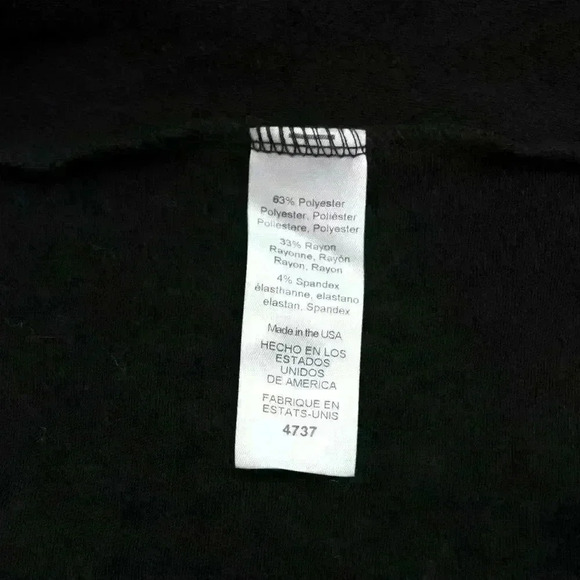 63% Polyester
Polyester, Poliéster
Poliestere, Polyester
33% Rayon
Rayonne, Rayón
Rayon, Rayon
4% Spandex
élasthanne, elastano
elastan, Spandex
Made in the USA
HECHO EN LOS
ESTADOS
UNIDOS
DE AMERICA
FABRIQUE EN
ESTATS-UNIS
4737